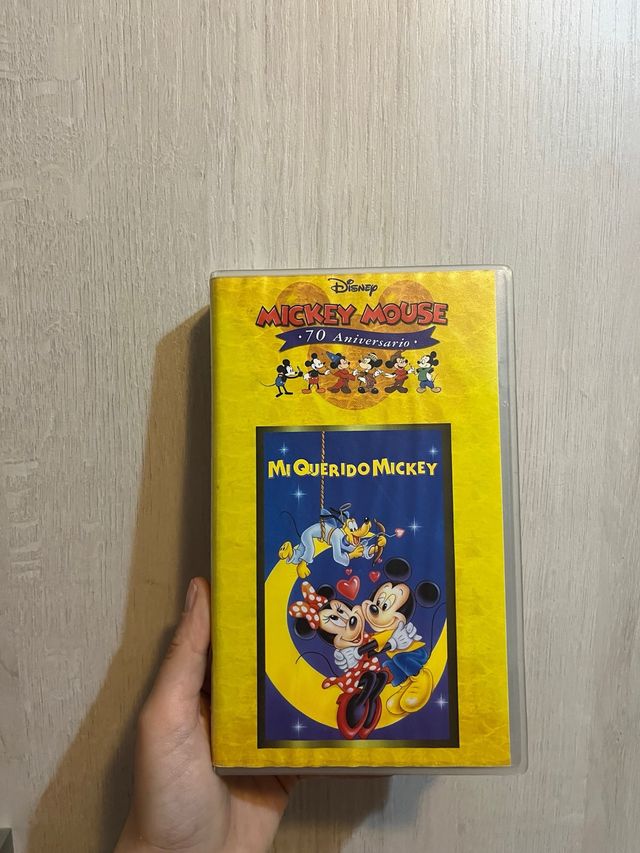 Disney
MICKEY MOUSE
·70 Aniversario·
MI QUERIDO MICKEY